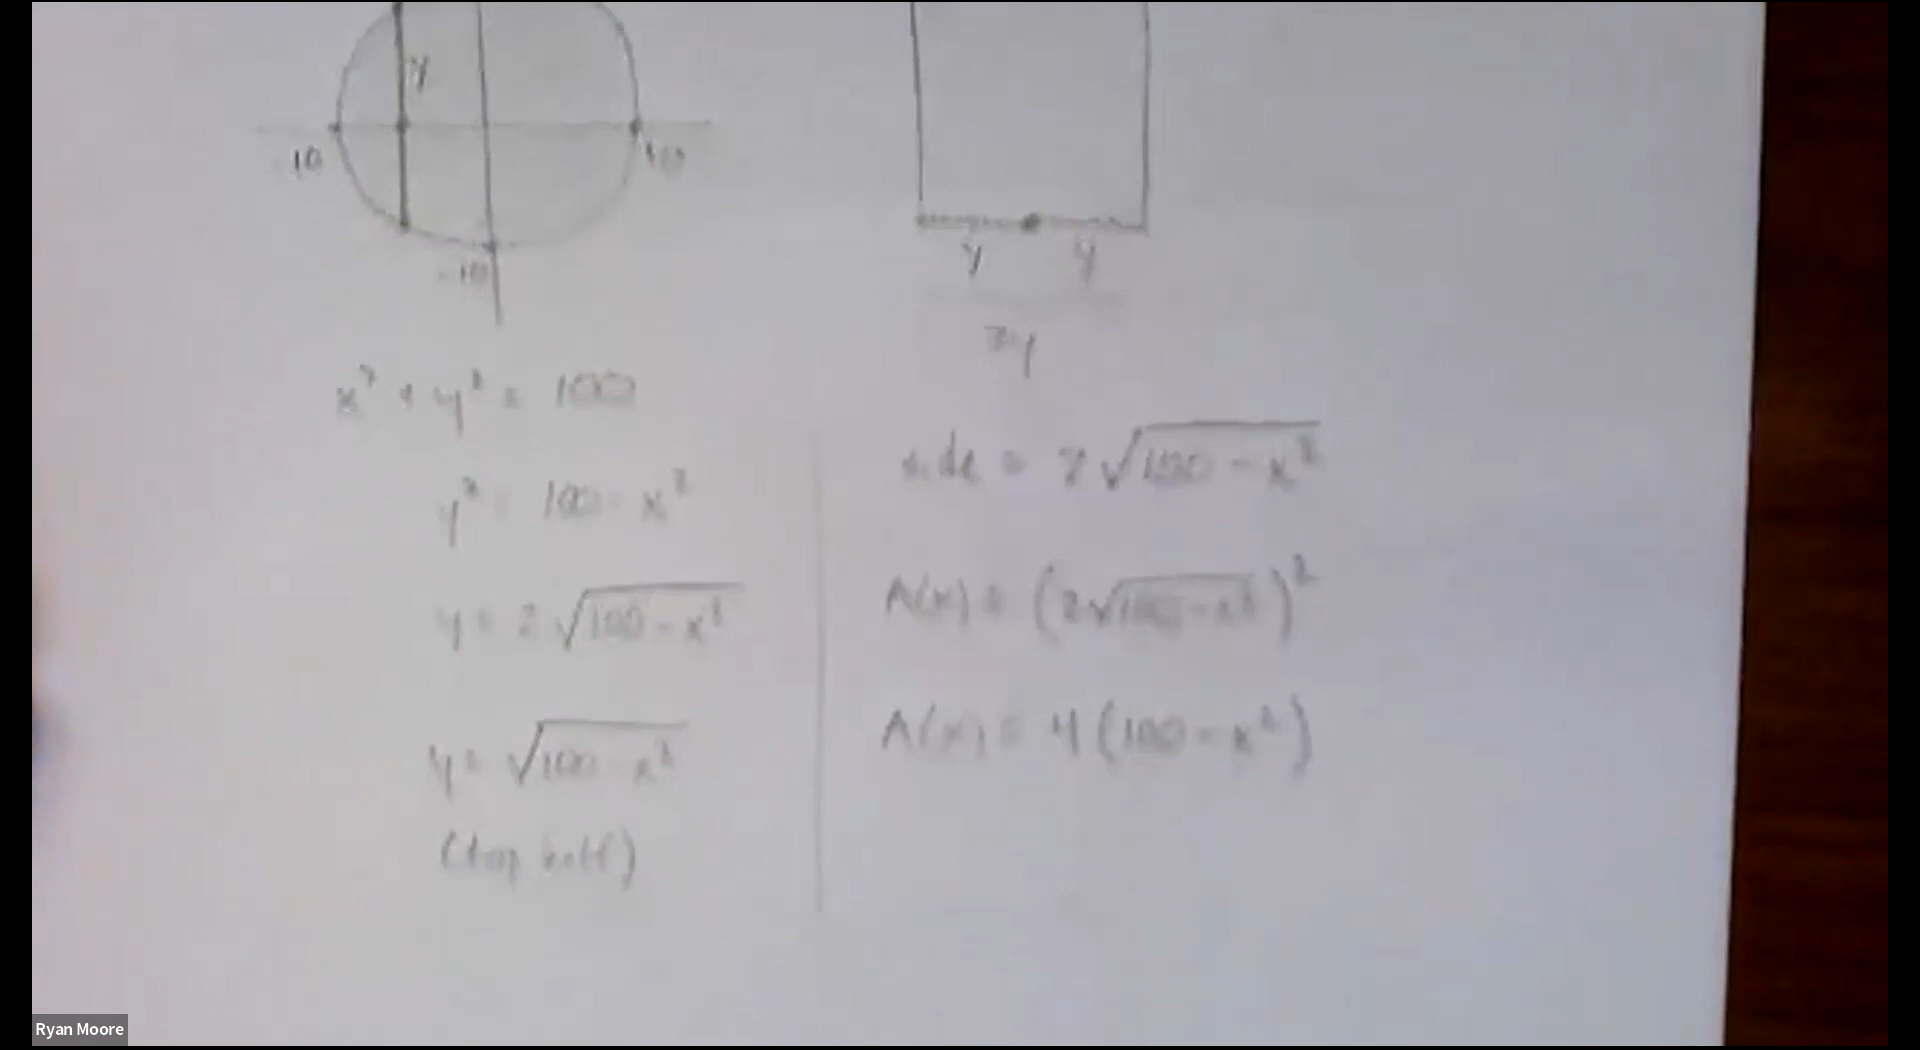 y
-10
+10
-10
y y
2y
x² + y² = 100
y² = 100 - x²
y = ± √100 - x²
y = √100 - x²
(top half)
side = 2 √100 - x²
A(x) = (2√100 - x²)²
A(x) = 4 (100 - x²)
Ryan Moore